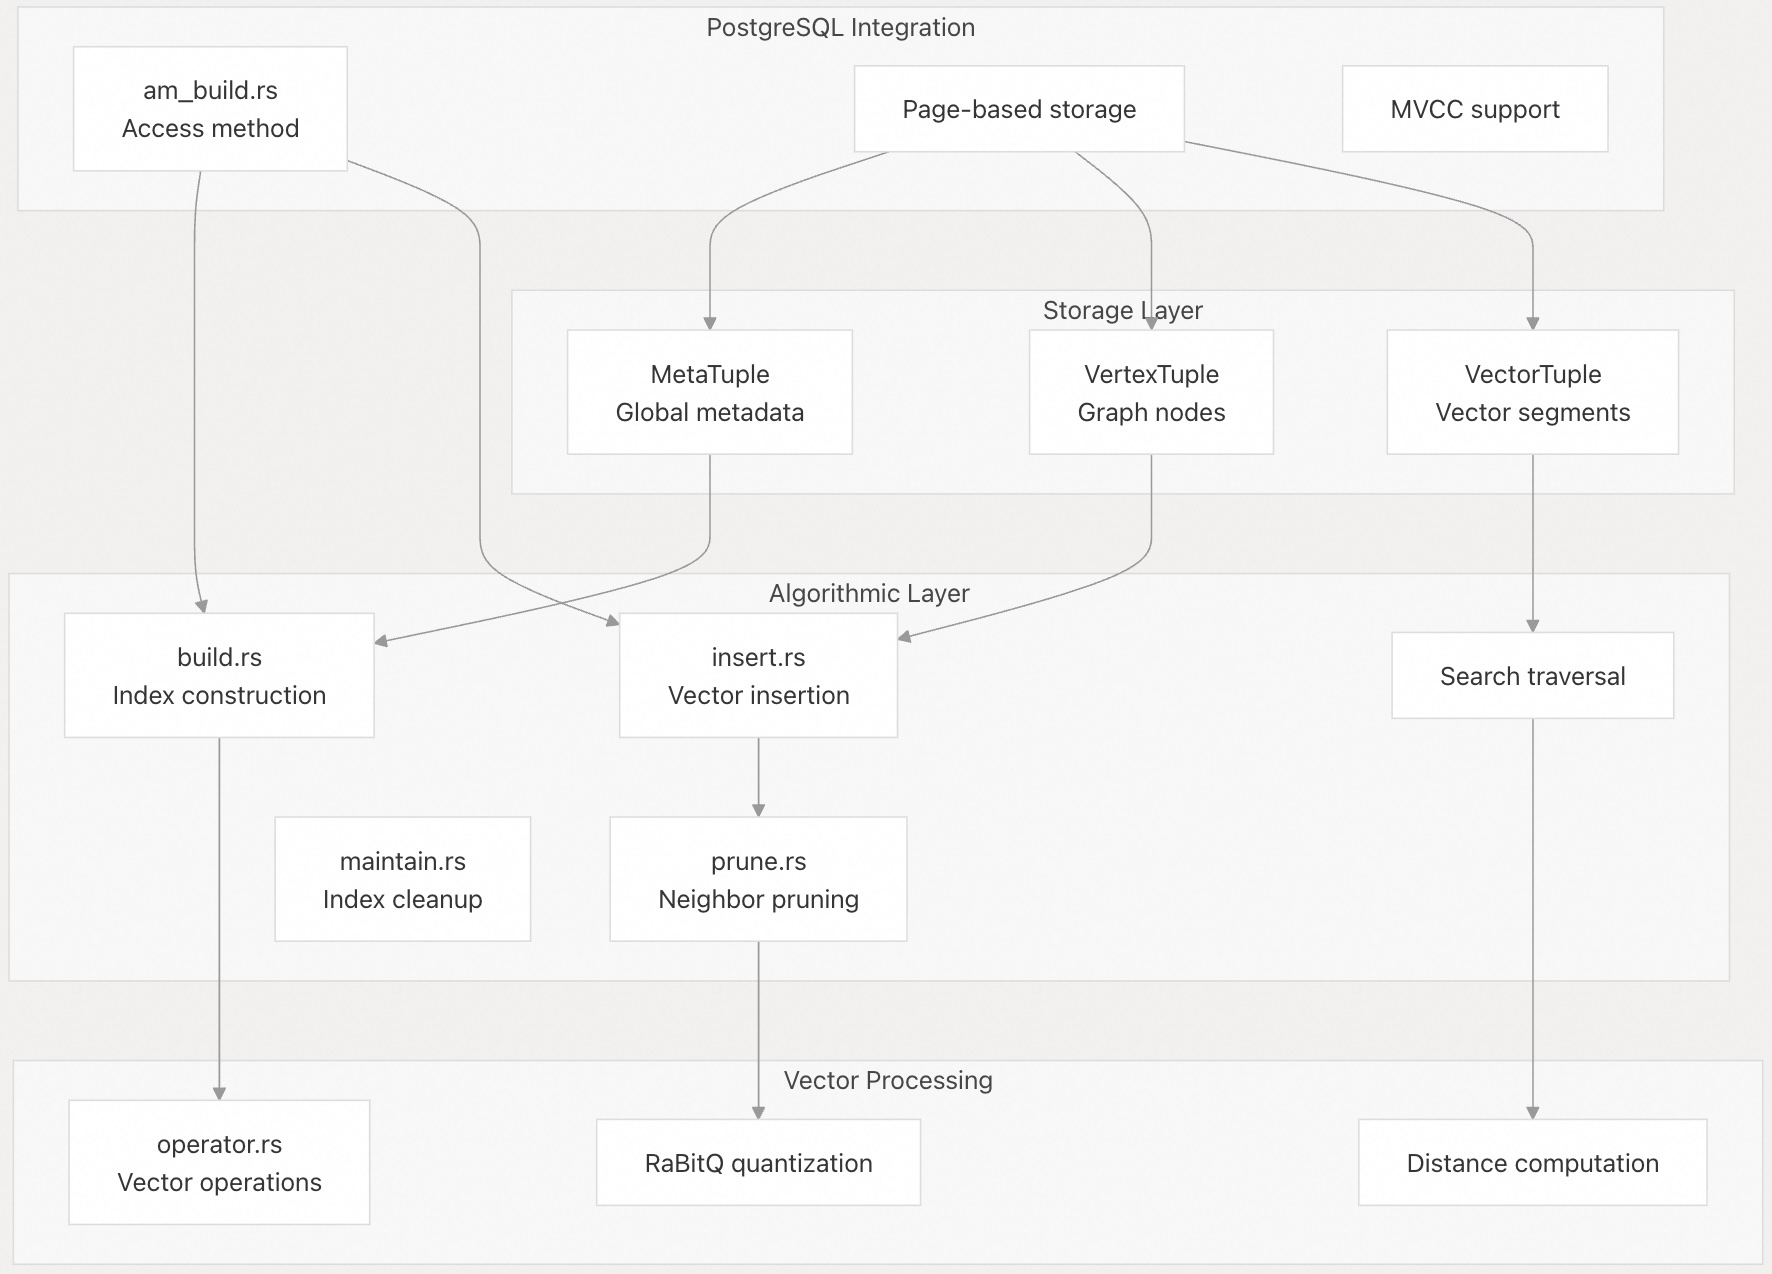 PostgreSQL Integration
am_build.rs
Access method
Page-based storage
MVCC support
Storage Layer
MetaTuple
Global metadata
VertexTuple
Graph nodes
VectorTuple
Vector segments
Algorithmic Layer
build.rs
Index construction
insert.rs
Vector insertion
Search traversal
maintain.rs
Index cleanup
prune.rs
Neighbor pruning
Vector Processing
operator.rs
Vector operations
RaBitQ quantization
Distance computation